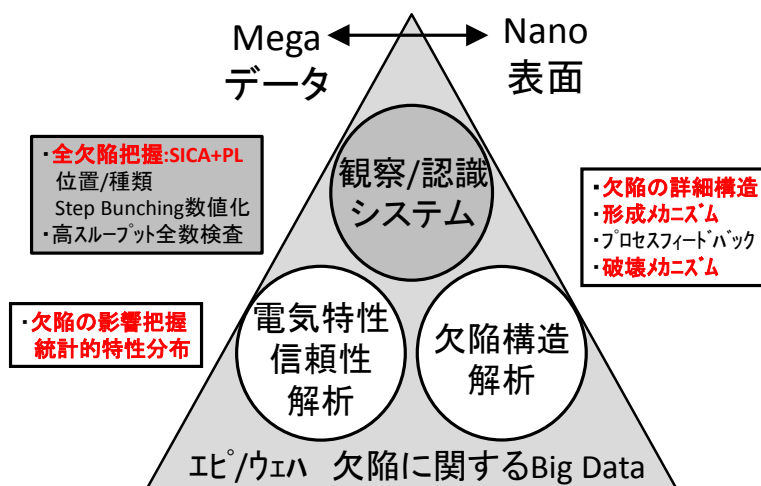 Mega
データ
Nano
表面
・全欠陥把握:SICA+PL
位置/種類
Step Bunching数値化
・高スループット全数検査
観察/認識
システム
・欠陥の詳細構造
・形成ﾒｶﾆｽﾞﾑ
・ﾌﾟﾛｾｽﾌｨｰﾄﾞﾊﾞｯｸ
・破壊ﾒｶﾆｽﾞﾑ
・欠陥の影響把握
統計的特性分布
電気特性
信頼性
解析
欠陥構造
解析
ｴﾋﾟ/ｳｪﾊ 欠陥に関するBig Data